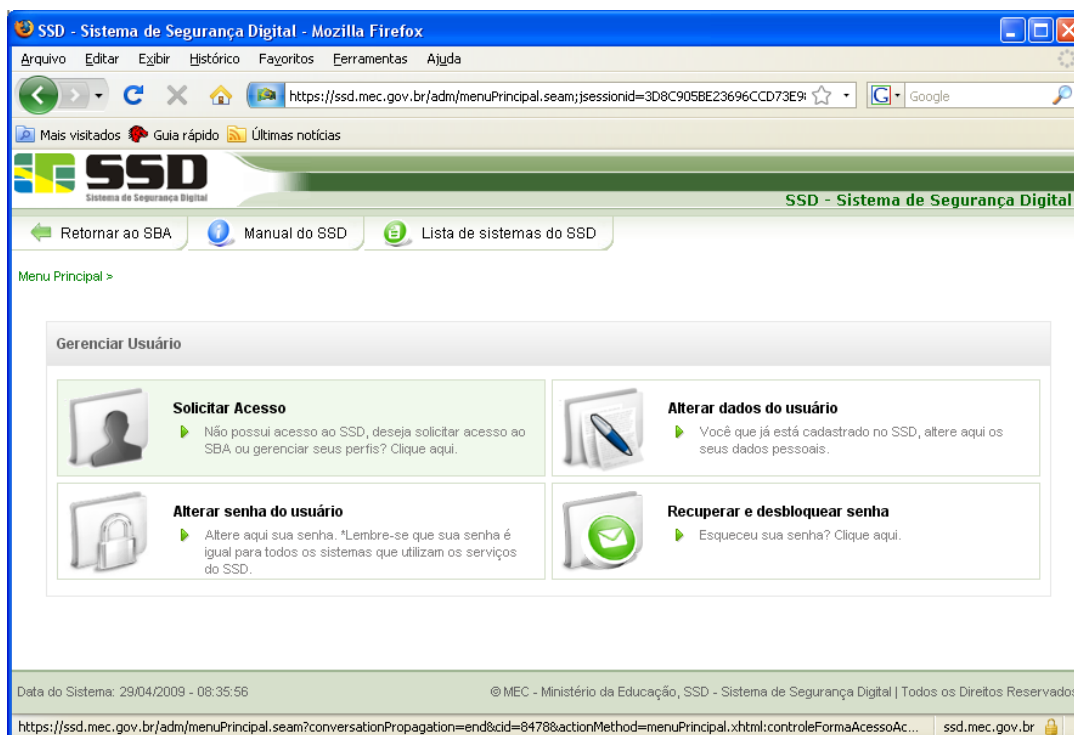 SSD - Sistema de Segurança Digital - Mozilla Firefox
Arquivo Editar Exibir Histórico Favoritos Ferramentas Ajuda
https://ssd.mec.gov.br/adm/menuPrincipal.seam;jsessionid=3D8C905BE23696CCD73E9 G Google
Mais visitados Guia rápido Últimas notícias
SSD
Sistema de Segurança Digital
SSD - Sistema de Segurança Digital
Retornar ao SBA Manual do SSD Lista de sistemas do SSD
Menu Principal >
Gerenciar Usuário
Solicitar Acesso
Não possui acesso ao SSD, deseja solicitar acesso ao
SBA ou gerenciar seus perfis? Clique aqui.
Alterar dados do usuário
Você que já está cadastrado no SSD, altere aqui os
seus dados pessoais.
Alterar senha do usuário
Altere aqui sua senha. *Lembre-se que sua senha é
igual para todos os sistemas que utilizam os serviços
do SSD.
Recuperar e desbloquear senha
Esqueceu sua senha? Clique aqui.
Data do Sistema: 29/04/2009 - 08:35:56 @ MEC - Ministério da Educação, SSD - Sistema de Segurança Digital | Todos os Direitos Reservados
https://ssd.mec.gov.br/adm/menuPrincipal.seam?conversationPropagation=end&cid=8478&actionMethod=menuPrincipal.xhtml:controleFormaAcessoAc... ssd.mec.gov.br